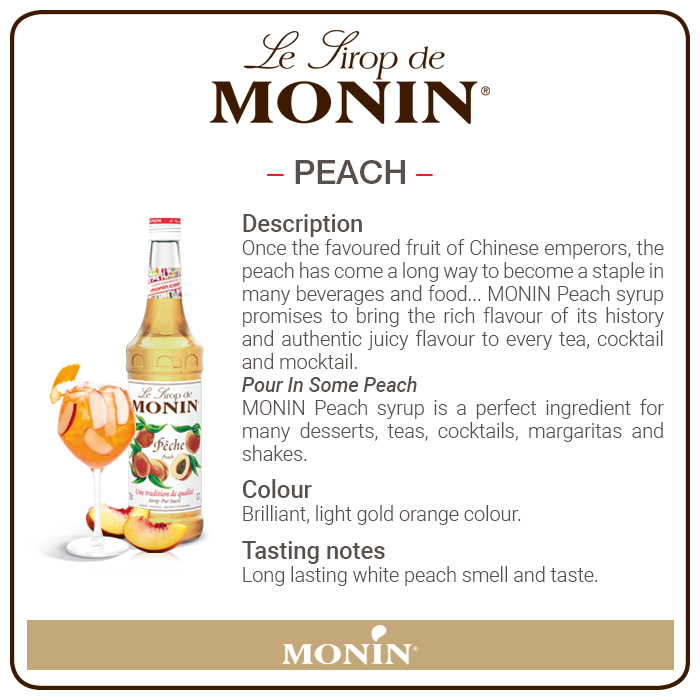 Le Sirop de
MONIN®
– PEACH –
Description
Once the favoured fruit of Chinese emperors, the
peach has come a long way to become a staple in
many beverages and food... MONIN Peach syrup
promises to bring the rich flavour of its history
and authentic juicy flavour to every tea, cocktail
and mocktail.
Pour In Some Peach
MONIN Peach syrup is a perfect ingredient for
many desserts, teas, cocktails, margaritas and
shakes.
Colour
Brilliant, light gold orange colour.
Tasting notes
Long lasting white peach smell and taste.
MONIN
monin.com
Le Sirop de
MONIN
Pêche
Peach
Une tradition de qualité
Sirop Pur Sucre
MONIN®